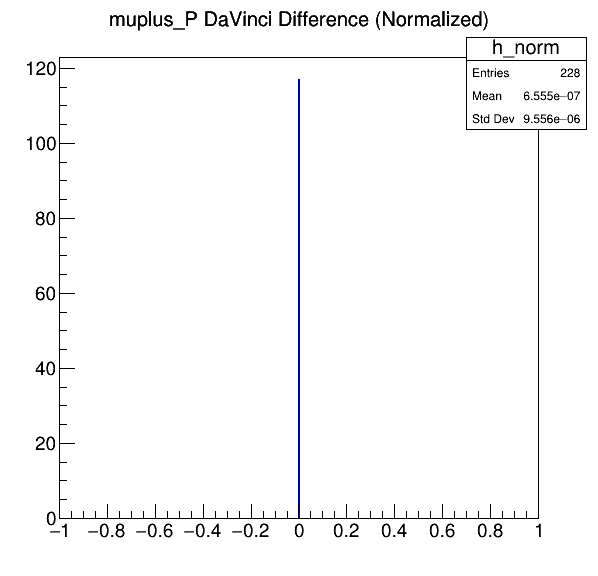 muplus_P DaVinci Difference (Normalized)
h_norm
Entries 228
Mean 6.555e−07
Std Dev 9.556e−06
120
100
80
60
40
20
0
−1 −0.8 −0.6 −0.4 −0.2 0 0.2 0.4 0.6 0.8 1